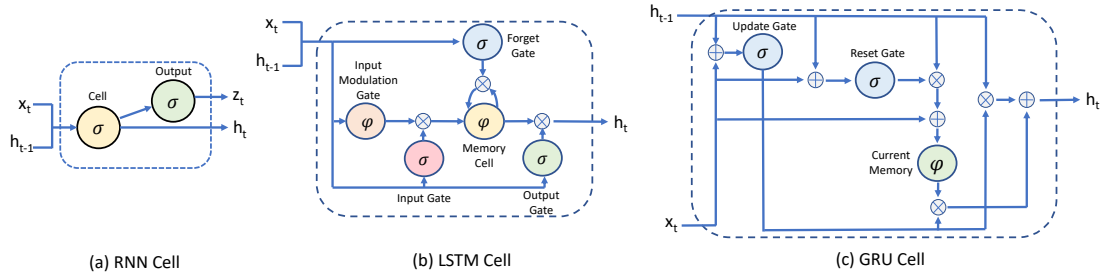 Output
Cell
σ
σ
x_t
h_{t-1}
z_t
h_t
(a) RNN Cell
x_t
h_{t-1}
σ
Forget
Gate
Input
Modulation
Gate
φ
φ
Memory
Cell
σ
σ
Input Gate
Output
Gate
h_t
(b) LSTM Cell
h_{t-1}
Update Gate
σ
Reset Gate
σ
Current
Memory
φ
h_t
x_t
(c) GRU Cell